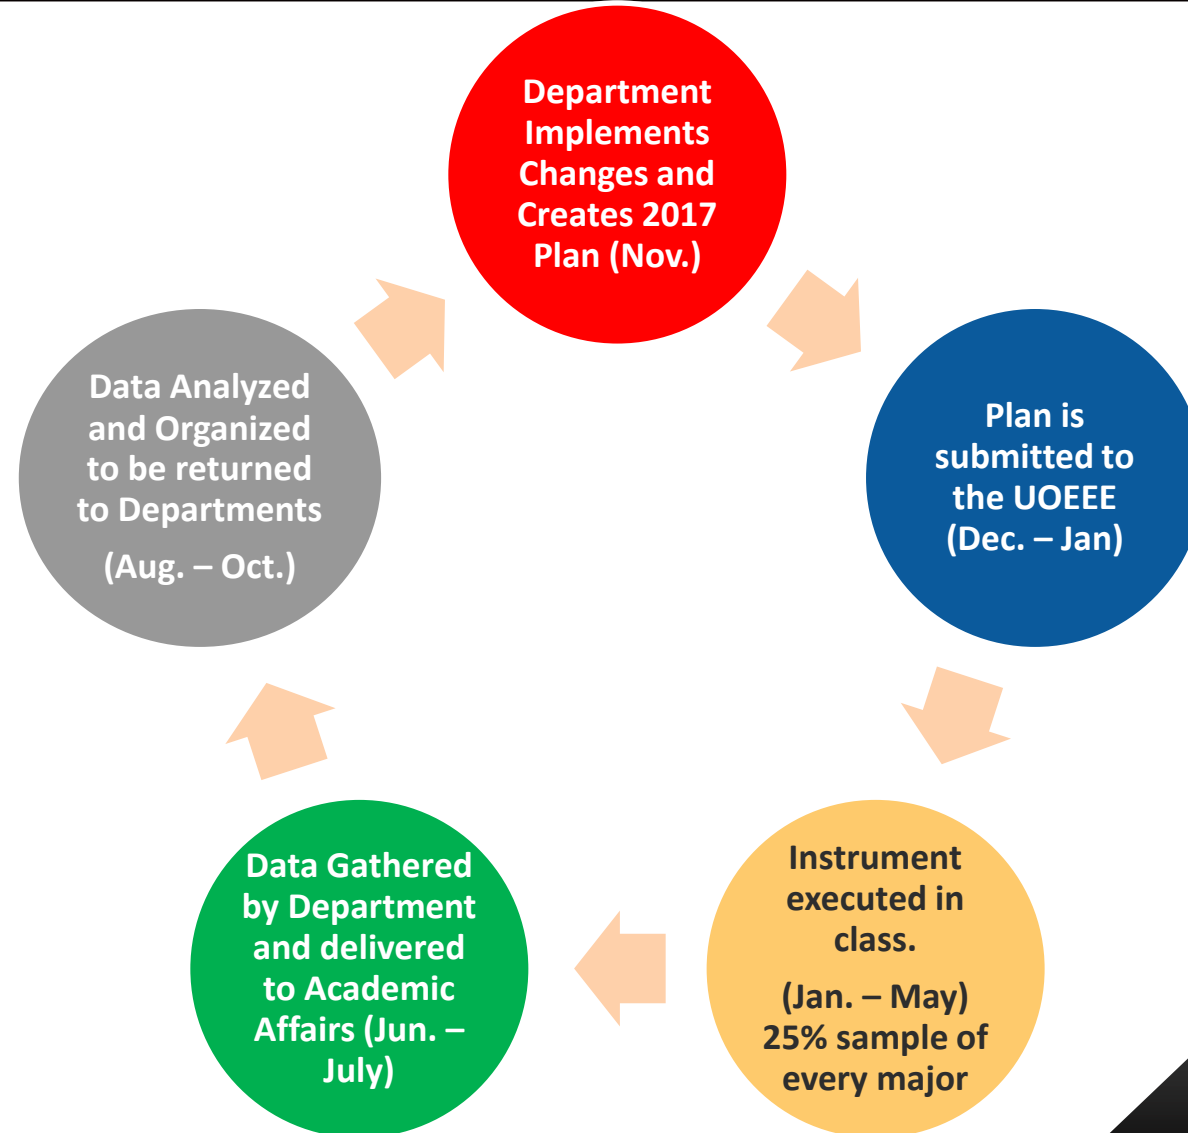 Department
Implements
Changes and
Creates 2017
Plan (Nov.)
Plan is
submitted to
the UOEEE
(Dec. – Jan)
Instrument
executed in
class.
(Jan. – May)
25% sample of
every major
Data Gathered
by Department
and delivered
to Academic
Affairs (Jun. –
July)
Data Analyzed
and Organized
to be returned
to Departments
(Aug. – Oct.)